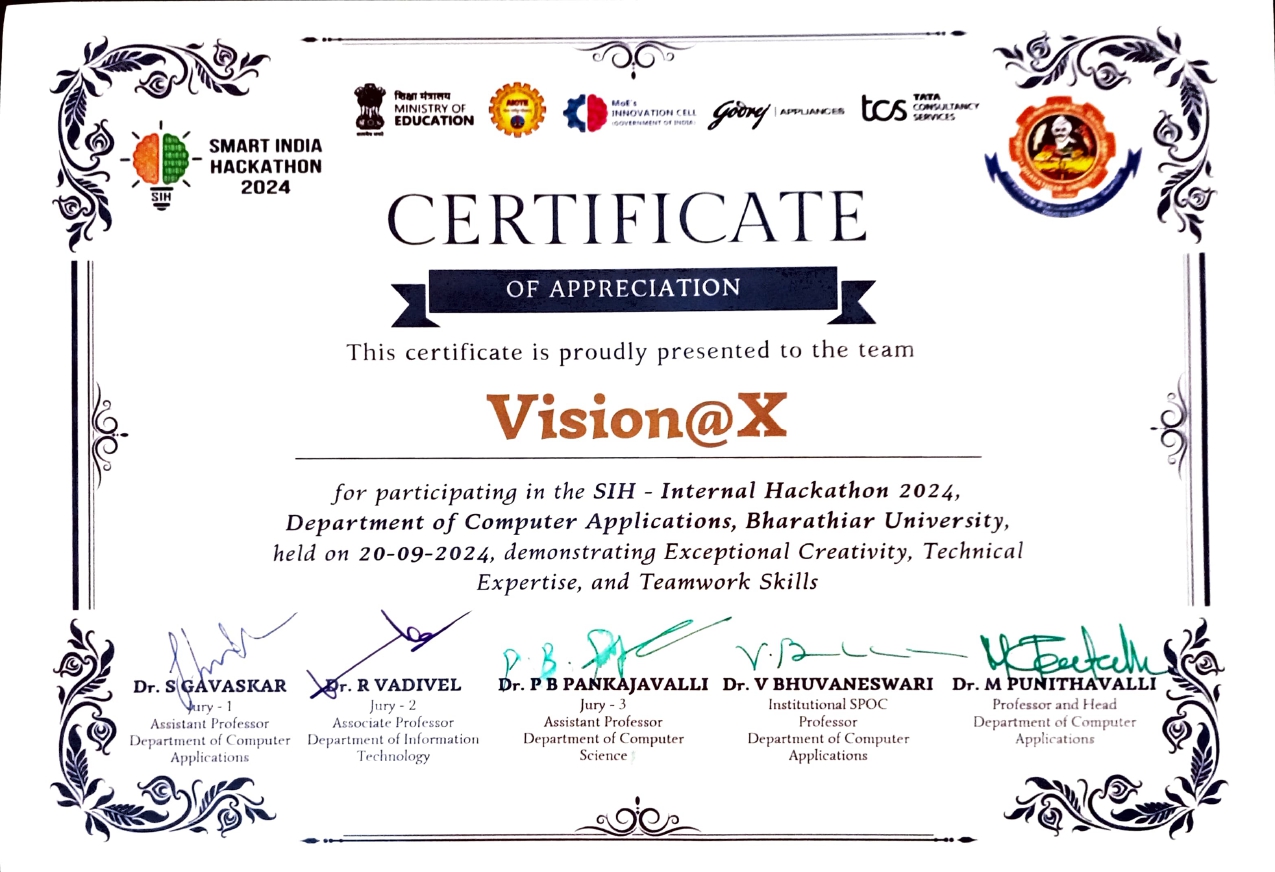 शिक्षा मंत्रालय
MINISTRY OF
EDUCATION
AICTE
MoE's
INNOVATION CELL
(GOVERNMENT OF INDIA)
Godrej | APPLIANCES
tcs TATA
CONSULTANCY
SERVICES
SMART INDIA
HACKATHON
2024
SIH
BHARATHIAR UNIVERSITY
CERTIFICATE
OF APPRECIATION
This certificate is proudly presented to the team
Vision@X
for participating in the SIH - Internal Hackathon 2024,
Department of Computer Applications, Bharathiar University,
held on 20-09-2024, demonstrating Exceptional Creativity, Technical
Expertise, and Teamwork Skills
Dr. S GAVASKAR
Jury - 1
Assistant Professor
Department of Computer
Applications
Dr. R VADIVEL
Jury - 2
Associate Professor
Department of Information
Technology
P. B.
Dr. P B PANKAJAVALLI
Jury - 3
Assistant Professor
Department of Computer
Science
V. B
Dr. V BHUVANESWARI
Institutional SPOC
Professor
Department of Computer
Applications
Dr. M PUNITHAVALLI
Professor and Head
Department of Computer
Applications